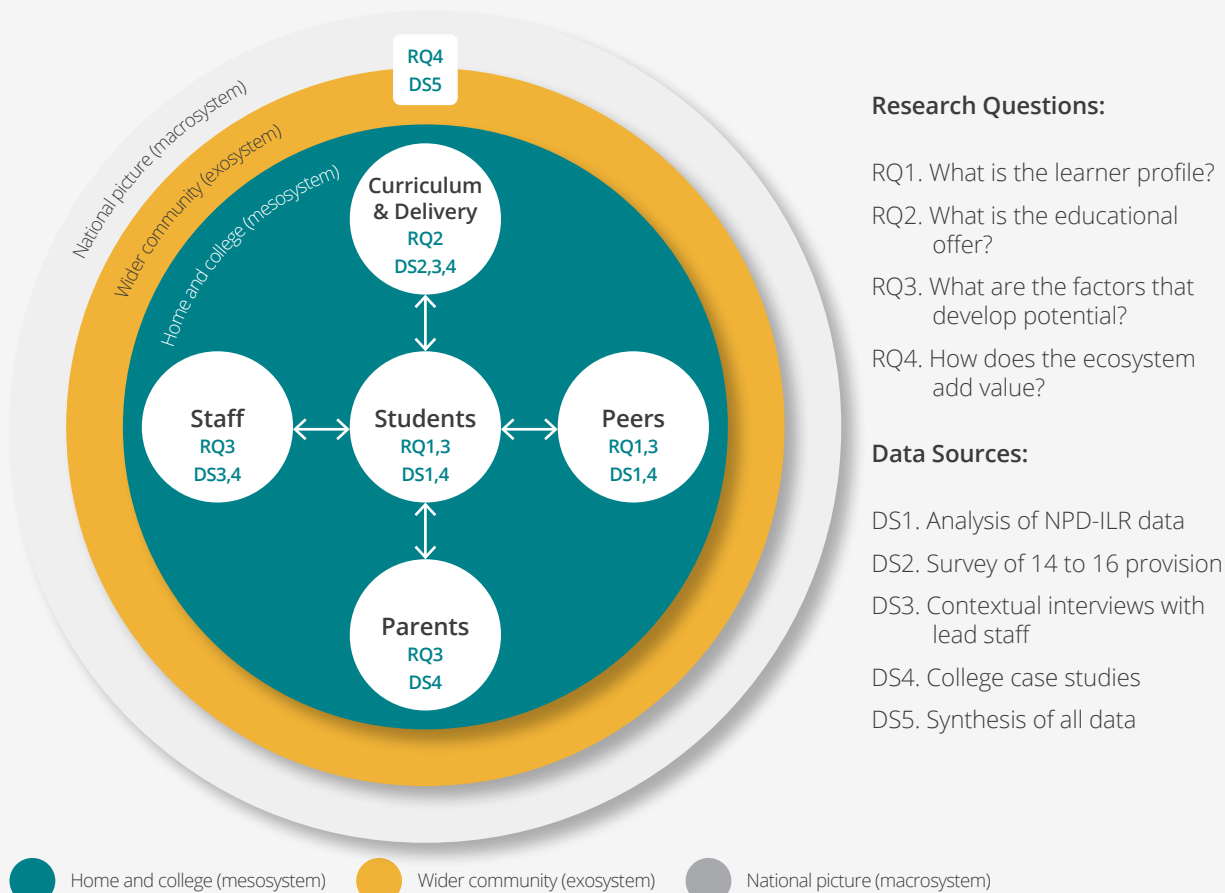 RQ4
DS5
National picture (macrosystem)
Wider community (exosystem)
Home and college (mesosystem)
Curriculum
& Delivery
RQ2
DS2,3,4
Staff
RQ3
DS3,4
Students
RQ1,3
DS1,4
Peers
RQ1,3
DS1,4
Parents
RQ3
DS4
Research Questions:
RQ1. What is the learner profile?
RQ2. What is the educational
offer?
RQ3. What are the factors that
develop potential?
RQ4. How does the ecosystem
add value?
Data Sources:
DS1. Analysis of NPD-ILR data
DS2. Survey of 14 to 16 provision
DS3. Contextual interviews with
lead staff
DS4. College case studies
DS5. Synthesis of all data
Home and college (mesosystem)
Wider community (exosystem)
National picture (macrosystem)